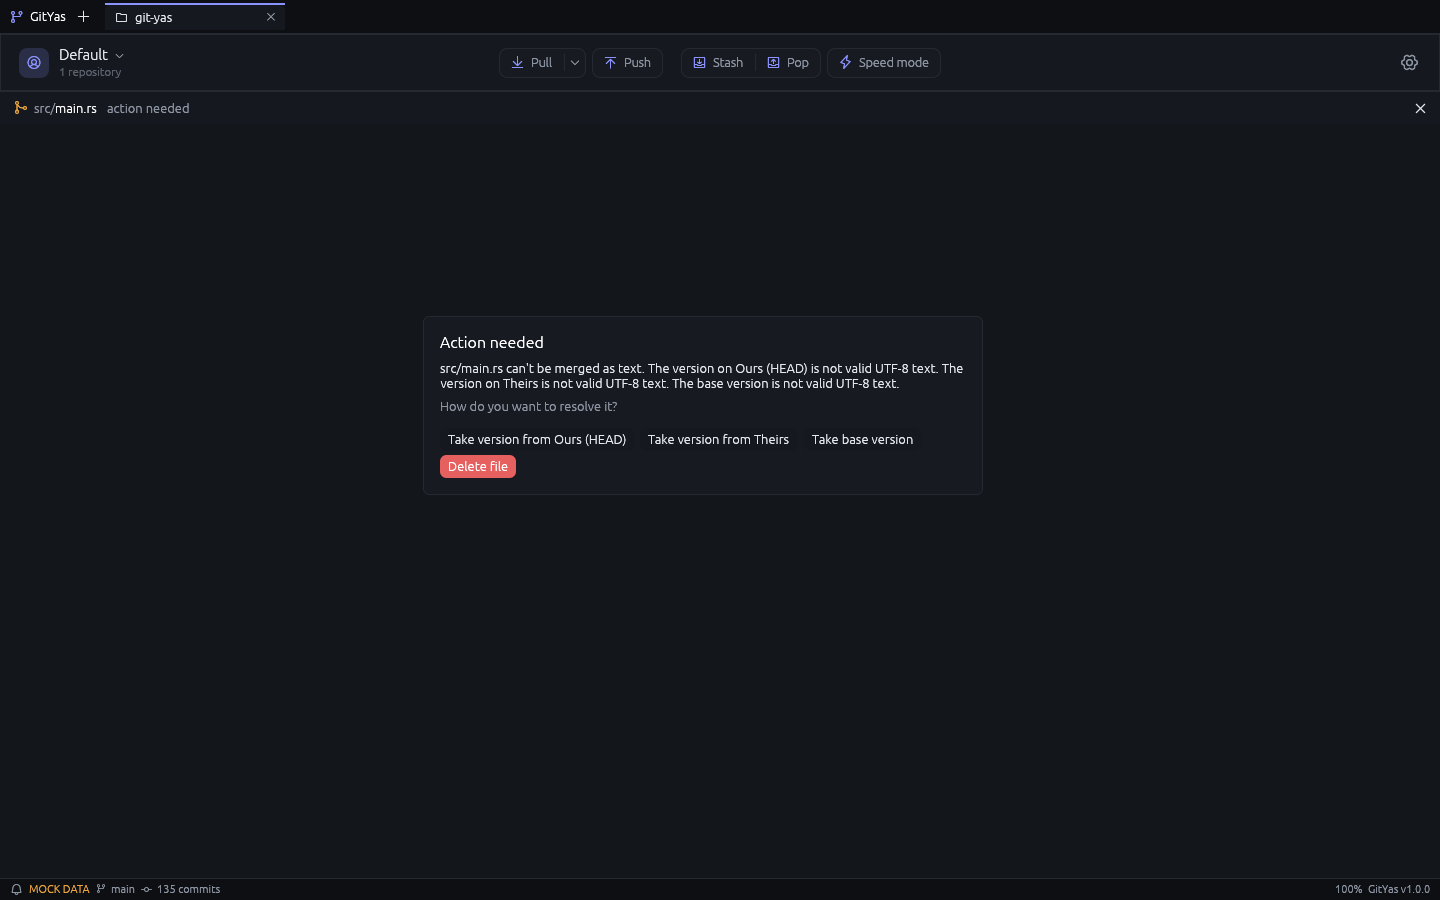 GitYas
git-yas
Default
1 repository
Pull
Push
Stash
Pop
Speed mode
src/main.rs action needed
Action needed
src/main.rs can't be merged as text. The version on Ours (HEAD) is not valid UTF-8 text. The
version on Theirs is not valid UTF-8 text. The base version is not valid UTF-8 text.
How do you want to resolve it?
Take version from Ours (HEAD) Take version from Theirs Take base version
Delete file
MOCK DATA main 135 commits
100% GitYas v1.0.0